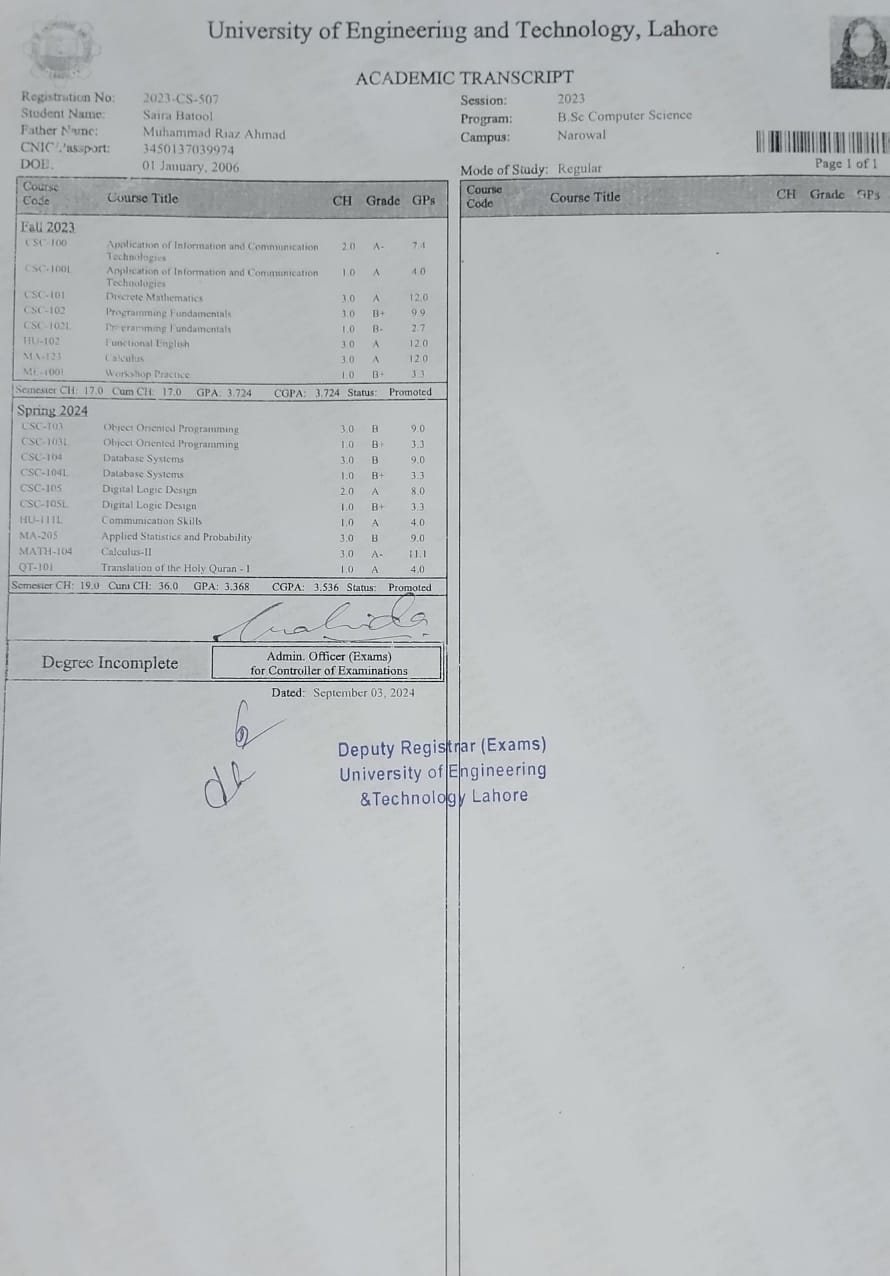 University of Engineering and Technology, Lahore
ACADEMIC TRANSCRIPT
Registration No: 2023-CS-507
Student Name: Saira Batool
Father Name: Muhammad Riaz Ahmad
CNIC/Passport: 3450137039974
DOB. 01 January, 2006
Session: 2023
Program: B.Sc Computer Science
Campus: Narowal
Mode of Study: Regular
Page 1 of 1
Course Code Course Title CH Grade GPs
Course Code Course Title CH Grade GPs
Fall 2023
CSC-100 Application of Information and Communication 2.0 A- 7.4
Technologies
CSC-100L Application of Information and Communication 1.0 A 4.0
Technologies
CSC-101 Discrete Mathematics 3.0 A 12.0
CSC-102 Programming Fundamentals 3.0 B+ 9.9
CSC-102L Programming Fundamentals 1.0 B- 2.7
HU-102 Functional English 3.0 A 12.0
MA-123 Calculus 3.0 A 12.0
Workshop Practice 1.0 B+ 3.3
Semester CH: 17.0 Cum CH: 17.0 GPA: 3.724 CGPA: 3.724 Status: Promoted
Spring 2024
CSC-103 Object Oriented Programming 3.0 B 9.0
CSC-103L Object Oriented Programming 1.0 B+ 3.3
CSC-104 Database Systems 3.0 B 9.0
CSC-104L Database Systems 1.0 B+ 3.3
CSC-105 Digital Logic Design 2.0 A 8.0
CSC-105L Digital Logic Design 1.0 B+ 3.3
HU-111L Communication Skills 1.0 A 4.0
MA-205 Applied Statistics and Probability 3.0 B 9.0
MATH-104 Calculus-II 3.0 A- 11.1
QT-101 Translation of the Holy Quran - I 1.0 A 4.0
Semester CH: 19.0 Cum CH: 36.0 GPA: 3.368 CGPA: 3.536 Status: Promoted
Degree Incomplete
Admin. Officer (Exams)
for Controller of Examinations
Dated: September 03, 2024
Deputy Registrar (Exams)
University of Engineering
&Technology Lahore